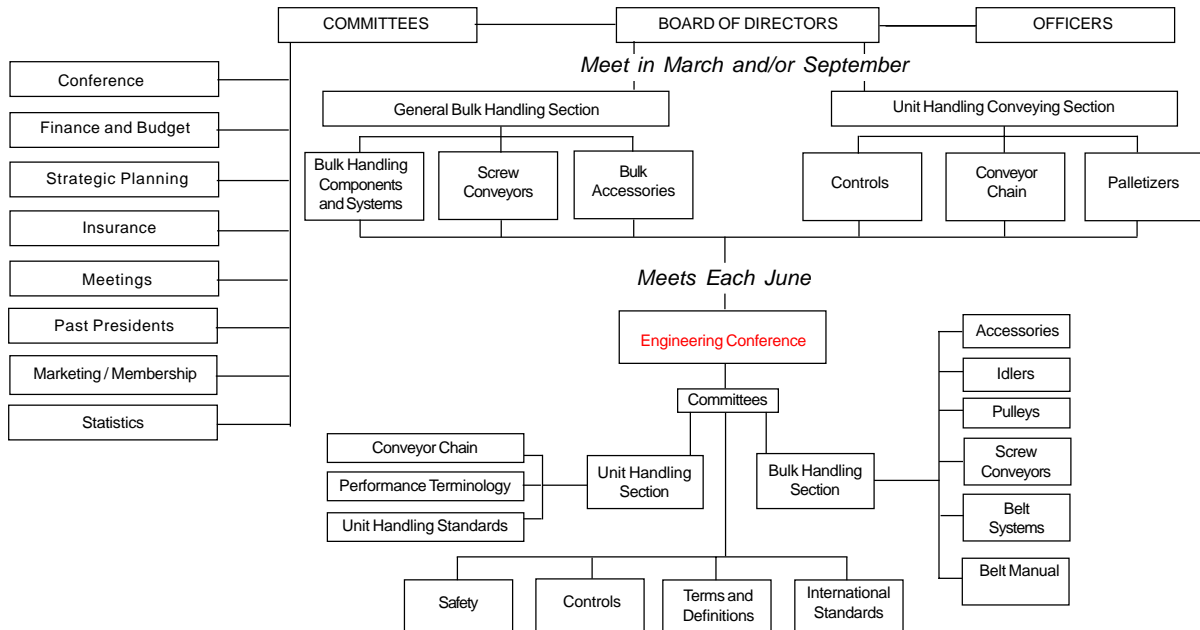 COMMITTEES
BOARD OF DIRECTORS
OFFICERS
Meet in March and/or September
Conference
Finance and Budget
Strategic Planning
Insurance
Meetings
Past Presidents
Marketing / Membership
Statistics
General Bulk Handling Section
Unit Handling Conveying Section
Bulk Handling
Components
and Systems
Screw
Conveyors
Bulk
Accessories
Controls
Conveyor
Chain
Palletizers
Meets Each June
Engineering Conference
Committees
Conveyor Chain
Performance Terminology
Unit Handling Standards
Unit Handling
Section
Bulk Handling
Section
Accessories
Idlers
Pulleys
Screw
Conveyors
Belt
Systems
Belt Manual
Safety
Controls
Terms and
Definitions
International
Standards